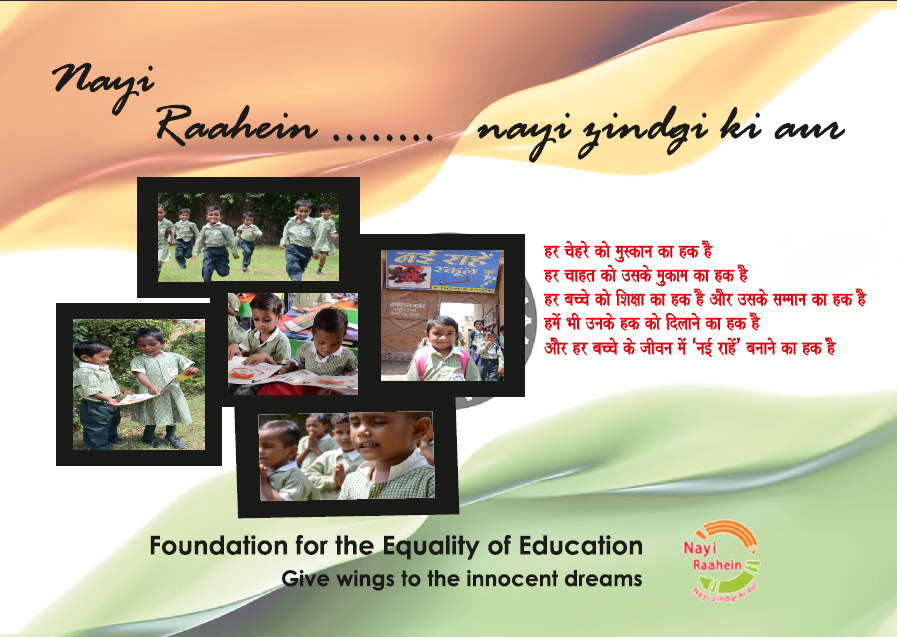 Nayi
Raahein ........ nayi zindgi ki aur
हर चेहरे को मुस्कान का हक है
हर चाहत को उसके मुकाम का हक है
हर बच्चे को शिक्षा का हक है और उसके सम्मान का हक है
हमें भी उनके हक को दिलाने का हक है
और हर बच्चे के जीवन में ‘नई राहें’ बनाने का हक है
नई राहें
स्कूल
Foundation for the Equality of Education
Give wings to the innocent dreams
Nayi
Raahein
Nayi zindgi ki aur